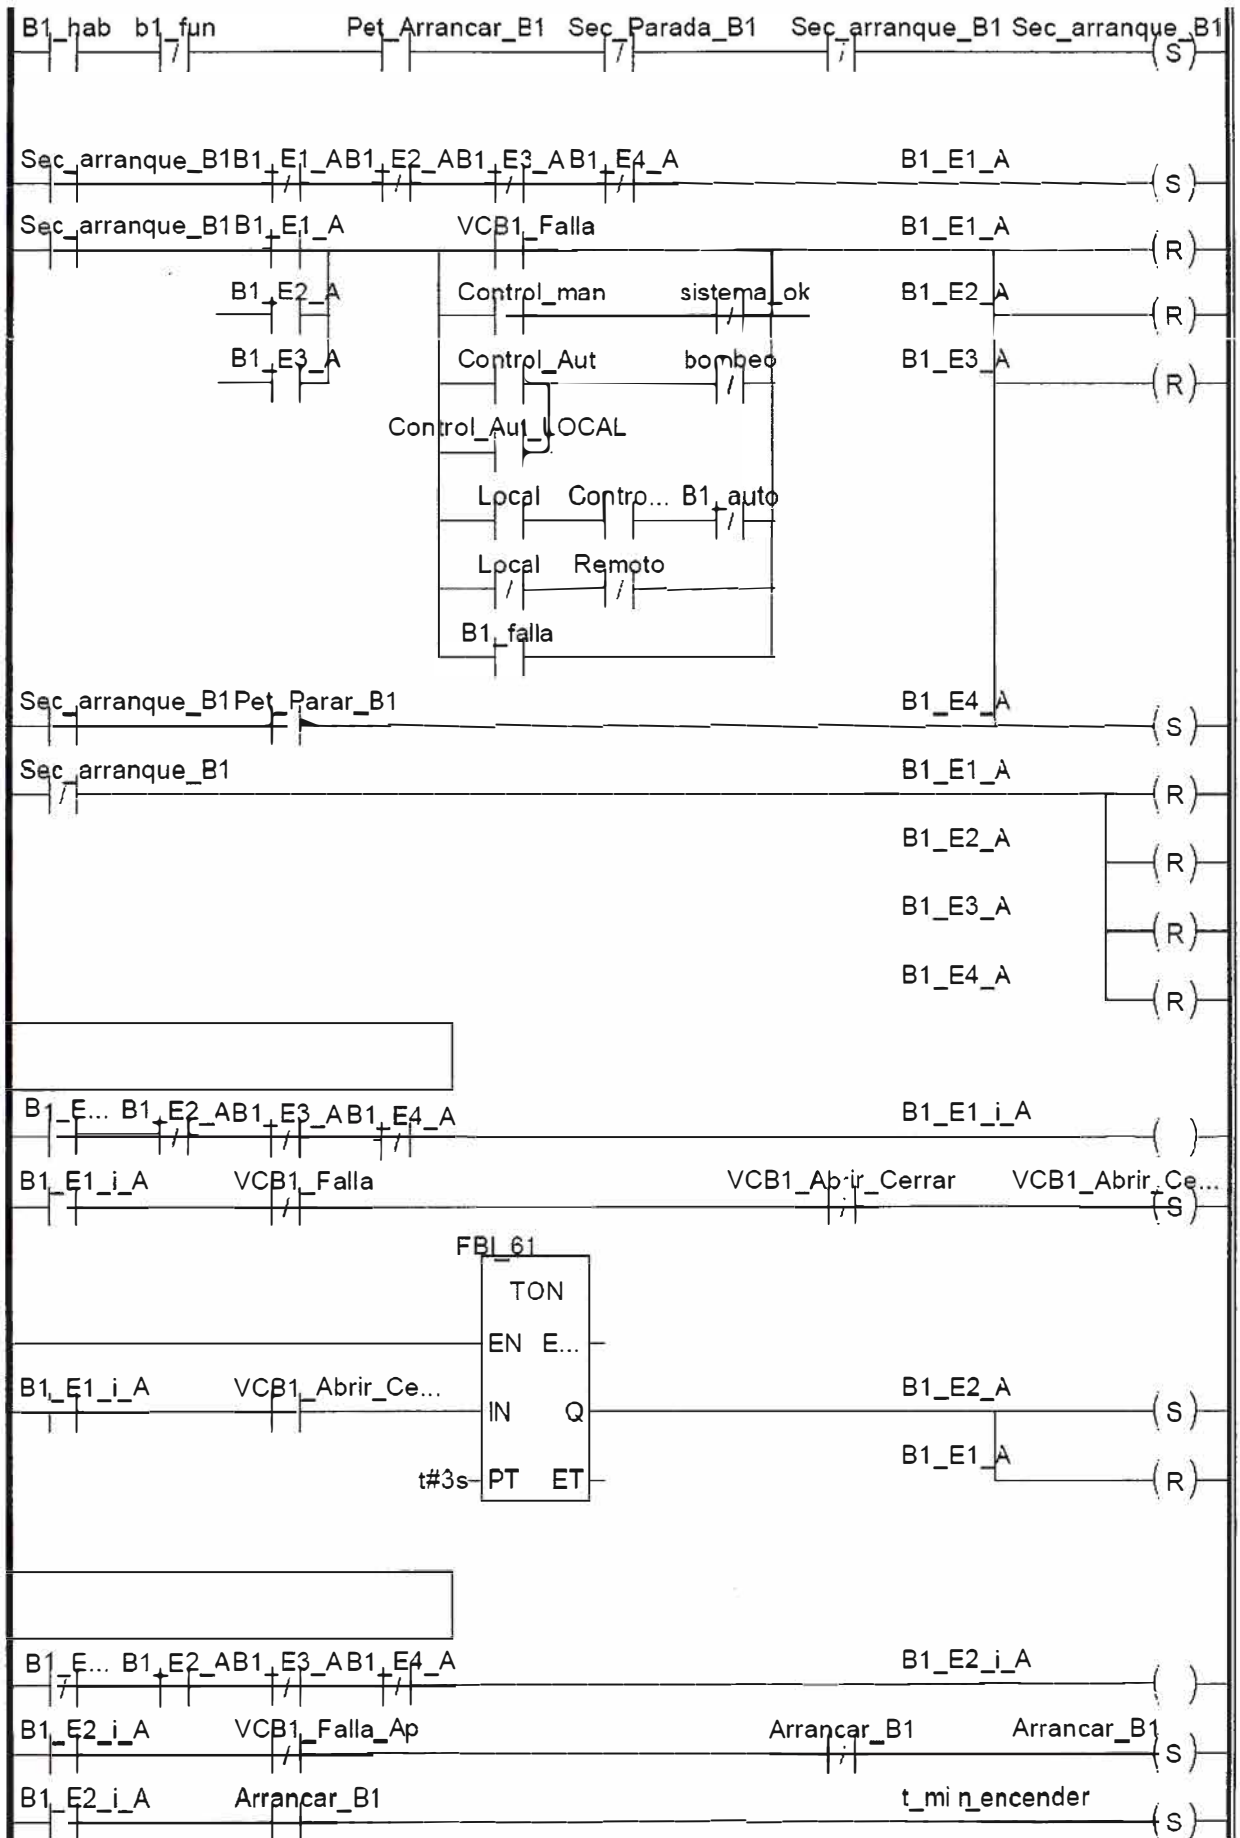 B1_hab b1_fun Pet_Arrancar_B1 Sec_Parada_B1 Sec_arranque_B1 Sec_arranque_B1
S
Sec_arranque_B1 B1_E1_A B1_E2_A B1_E3_A B1_E4_A B1_E1_A
S
Sec_arranque_B1 B1_E1_A VCB1_Falla B1_E1_A
R
B1_E2_A Control_man sistema_ok B1_E2_A
R
B1_E3_A Control_Aut bombeo B1_E3_A
R
Control_Aut_LOCAL
Local Contro... B1_auto
Local Remoto
B1_falla
Sec_arranque_B1 Pet_Parar_B1 B1_E4_A
S
Sec_arranque_B1 B1_E1_A
R
B1_E2_A
R
B1_E3_A
R
B1_E4_A
R
B1_E... B1_E2_A B1_E3_A B1_E4_A B1_E1_i_A
B1_E1_i_A VCB1_Falla VCB1_Abrir_Cerrar VCB1_Abrir_Ce...
S
FBI_61
TON
EN E...
B1_E1_i_A VCB1_Abrir_Ce... B1_E2_A
IN Q S
B1_E1_A
t#3s PT ET R
B1_E... B1_E2_A B1_E3_A B1_E4_A B1_E2_i_A
B1_E2_i_A VCB1_Falla_Ap Arrancar_B1 Arrancar_B1
S
B1_E2_i_A Arrancar_B1 t_min_encender
S